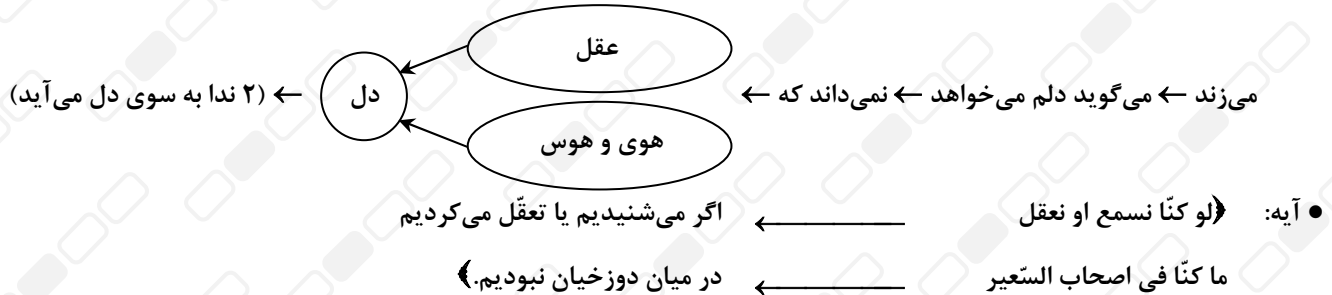 عقل
می‌زند ← می‌گوید دلم می‌خواهد ← نمی‌داند که ← دل ← (۲ ندا به سوی دل می‌آید)
هوی و هوس
● آیه: ﴿لو کنّا نسمع او نعقل ← اگر می‌شنیدیم یا تعقّل می‌کردیم
ما کنّا فی اصحاب السّعیر ← در میان دوزخیان نبودیم.﴾